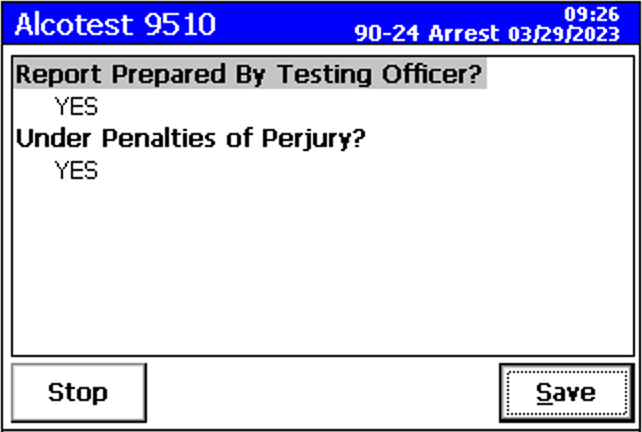 Alcotest 9510
09:26
90-24 Arrest 03/29/2023
Report Prepared By Testing Officer?
YES
Under Penalties of Perjury?
YES
Stop
Save